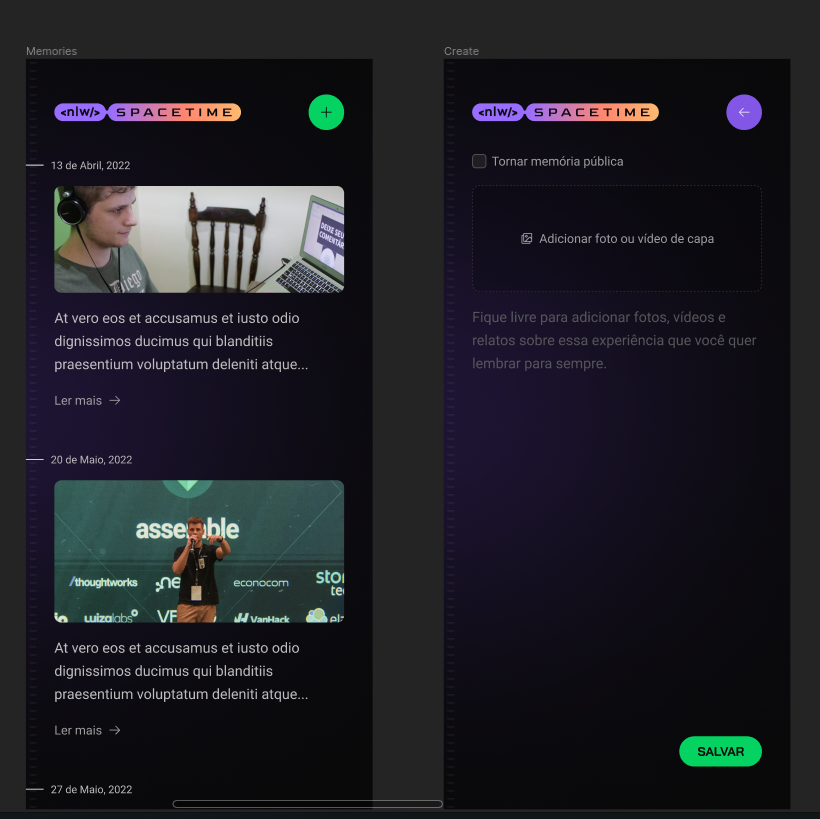 Memories
<nlw/> SPACETIME
13 de Abril, 2022
DEIXE SEU
COMENTÁR
At vero eos et accusamus et iusto odio
dignissimos ducimus qui blanditiis
praesentium voluptatum deleniti atque...
Ler mais
20 de Maio, 2022
assemble
/thoughtworks
econocom
luizalabs
VanHack
At vero eos et accusamus et iusto odio
dignissimos ducimus qui blanditiis
praesentium voluptatum deleniti atque...
Ler mais
27 de Maio, 2022
Create
<nlw/> SPACETIME
Tornar memória pública
Adicionar foto ou vídeo de capa
Fique livre para adicionar fotos, vídeos e
relatos sobre essa experiência que você quer
lembrar para sempre.
SALVAR